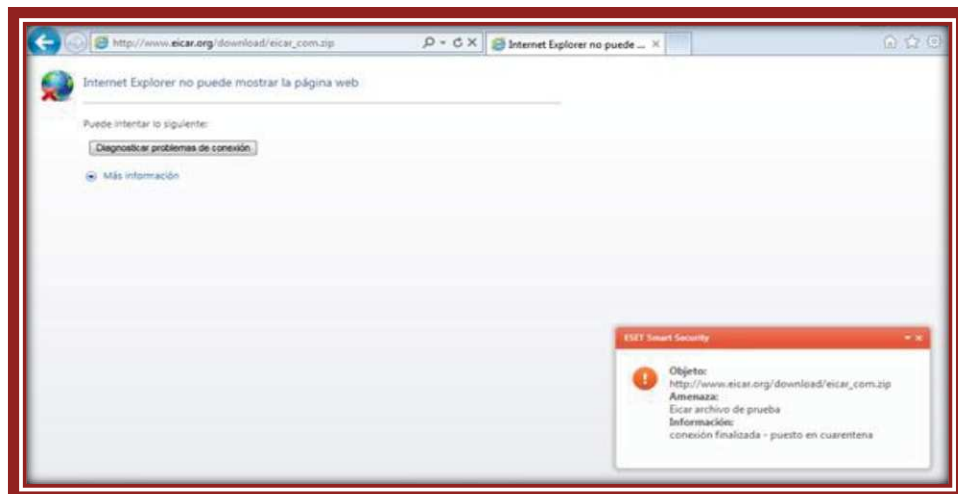 http://www.eicar.org/download/eicar_com.zip
Internet Explorer no puede ...
Internet Explorer no puede mostrar la página web
Puede intentar lo siguiente:
Diagnosticar problemas de conexión
Más información
ESET Smart Security
Objeto:
http://www.eicar.org/download/eicar_com.zip
Amenaza:
Eicar archivo de prueba
Información:
conexión finalizada - puesto en cuarentena